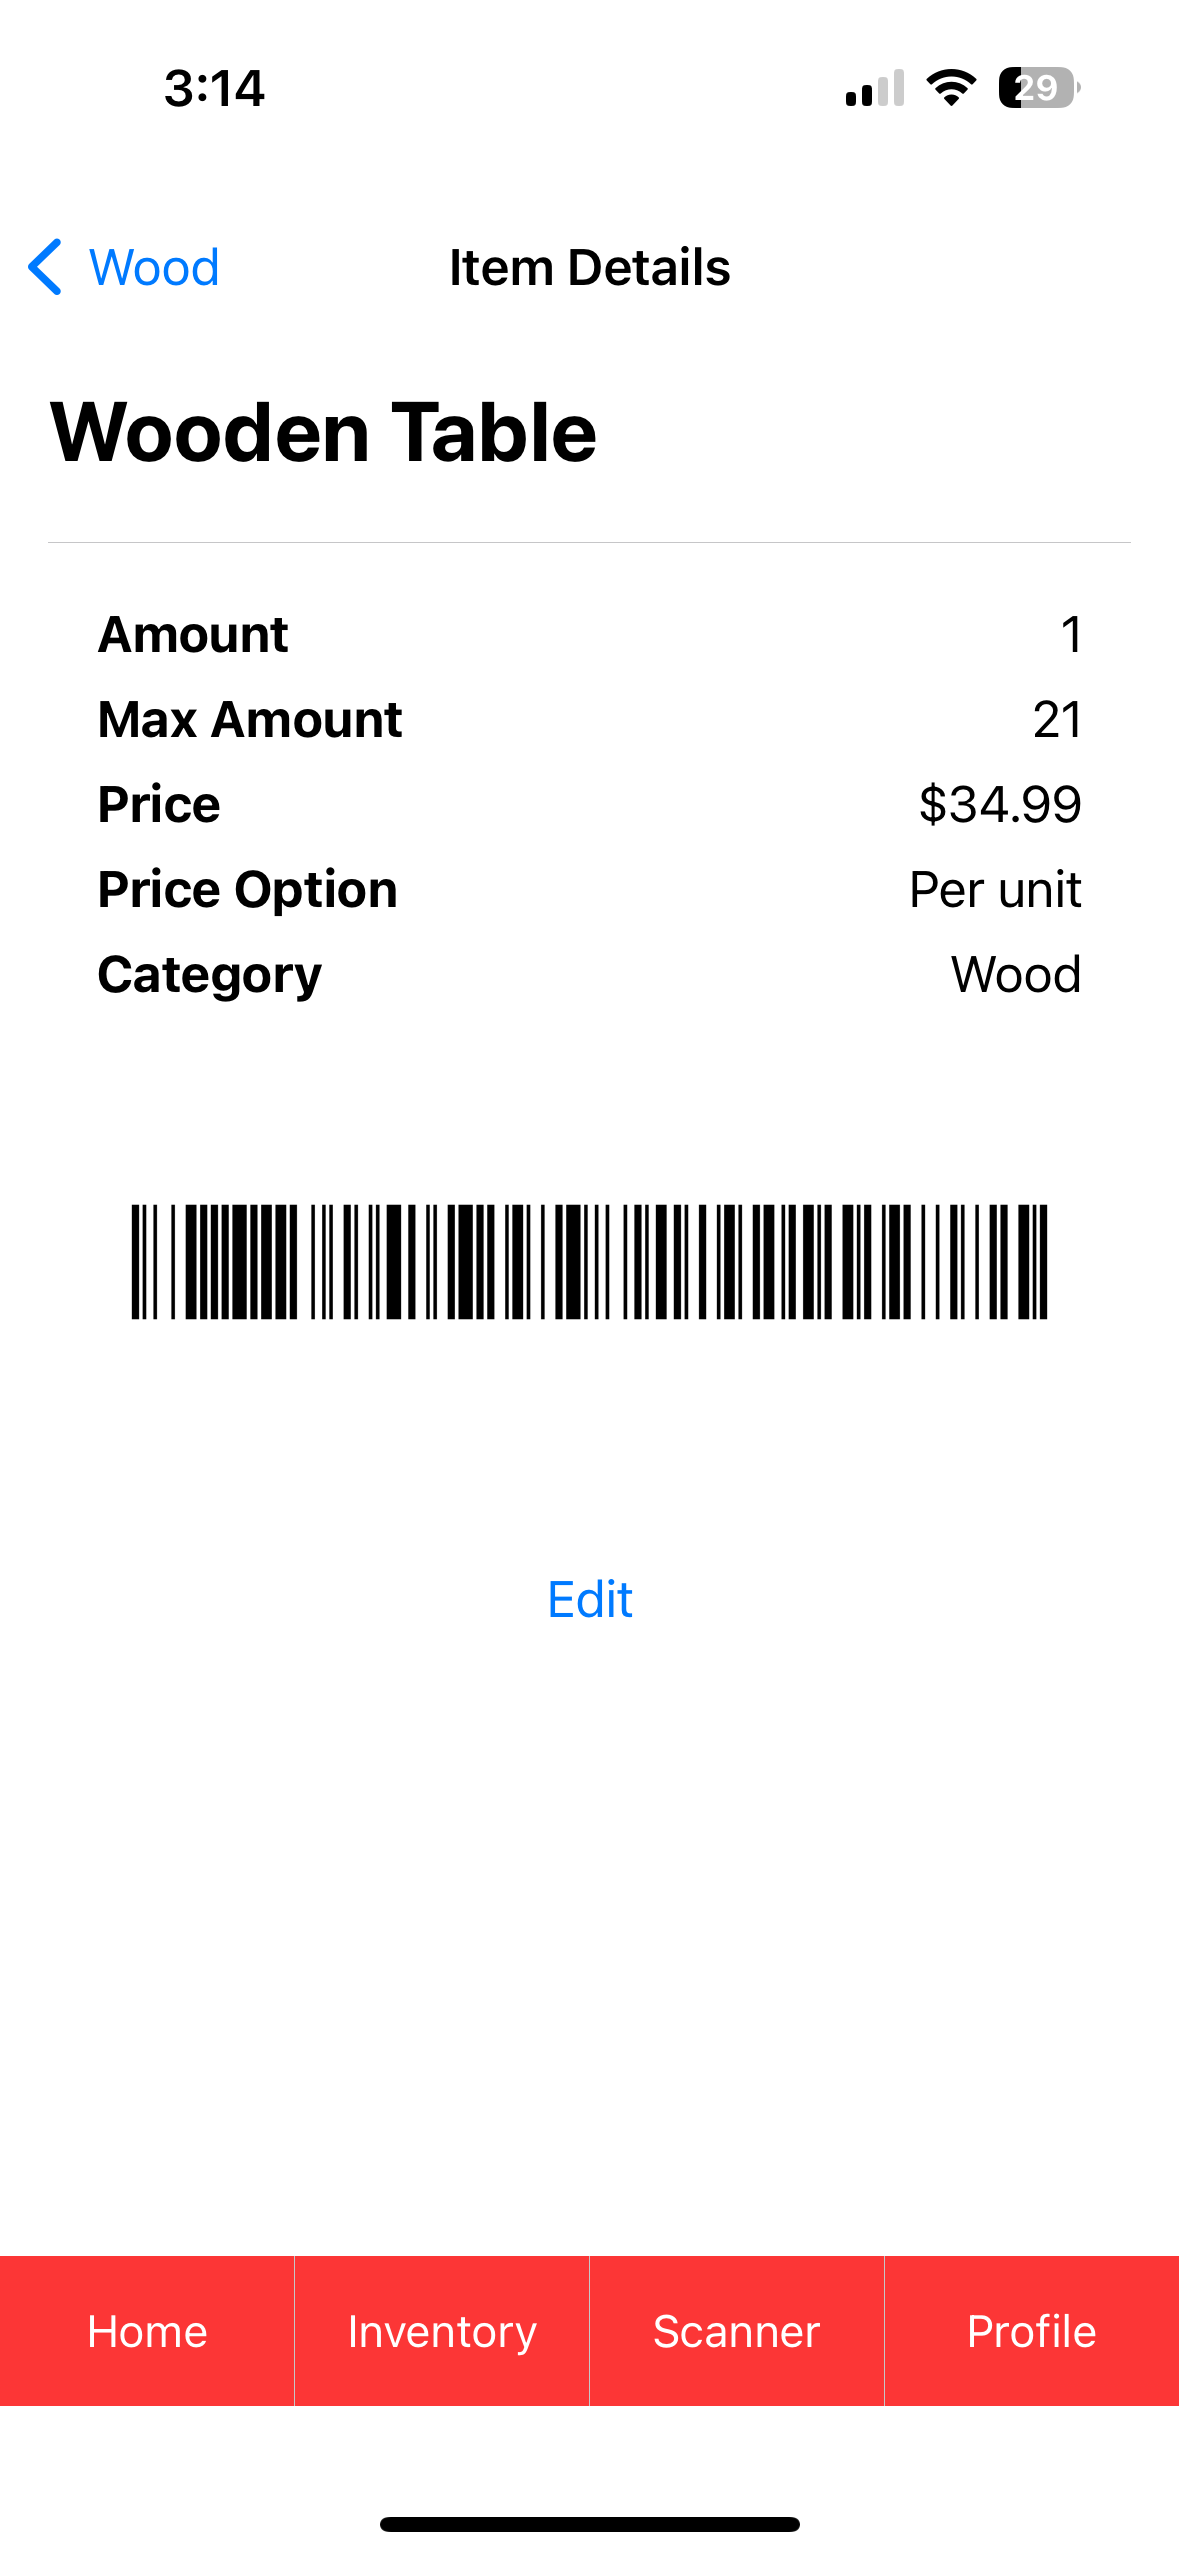 3:14
29
Wood
Item Details
Wooden Table
Amount 1
Max Amount 21
Price $34.99
Price Option Per unit
Category Wood
Edit
Home Inventory Scanner Profile